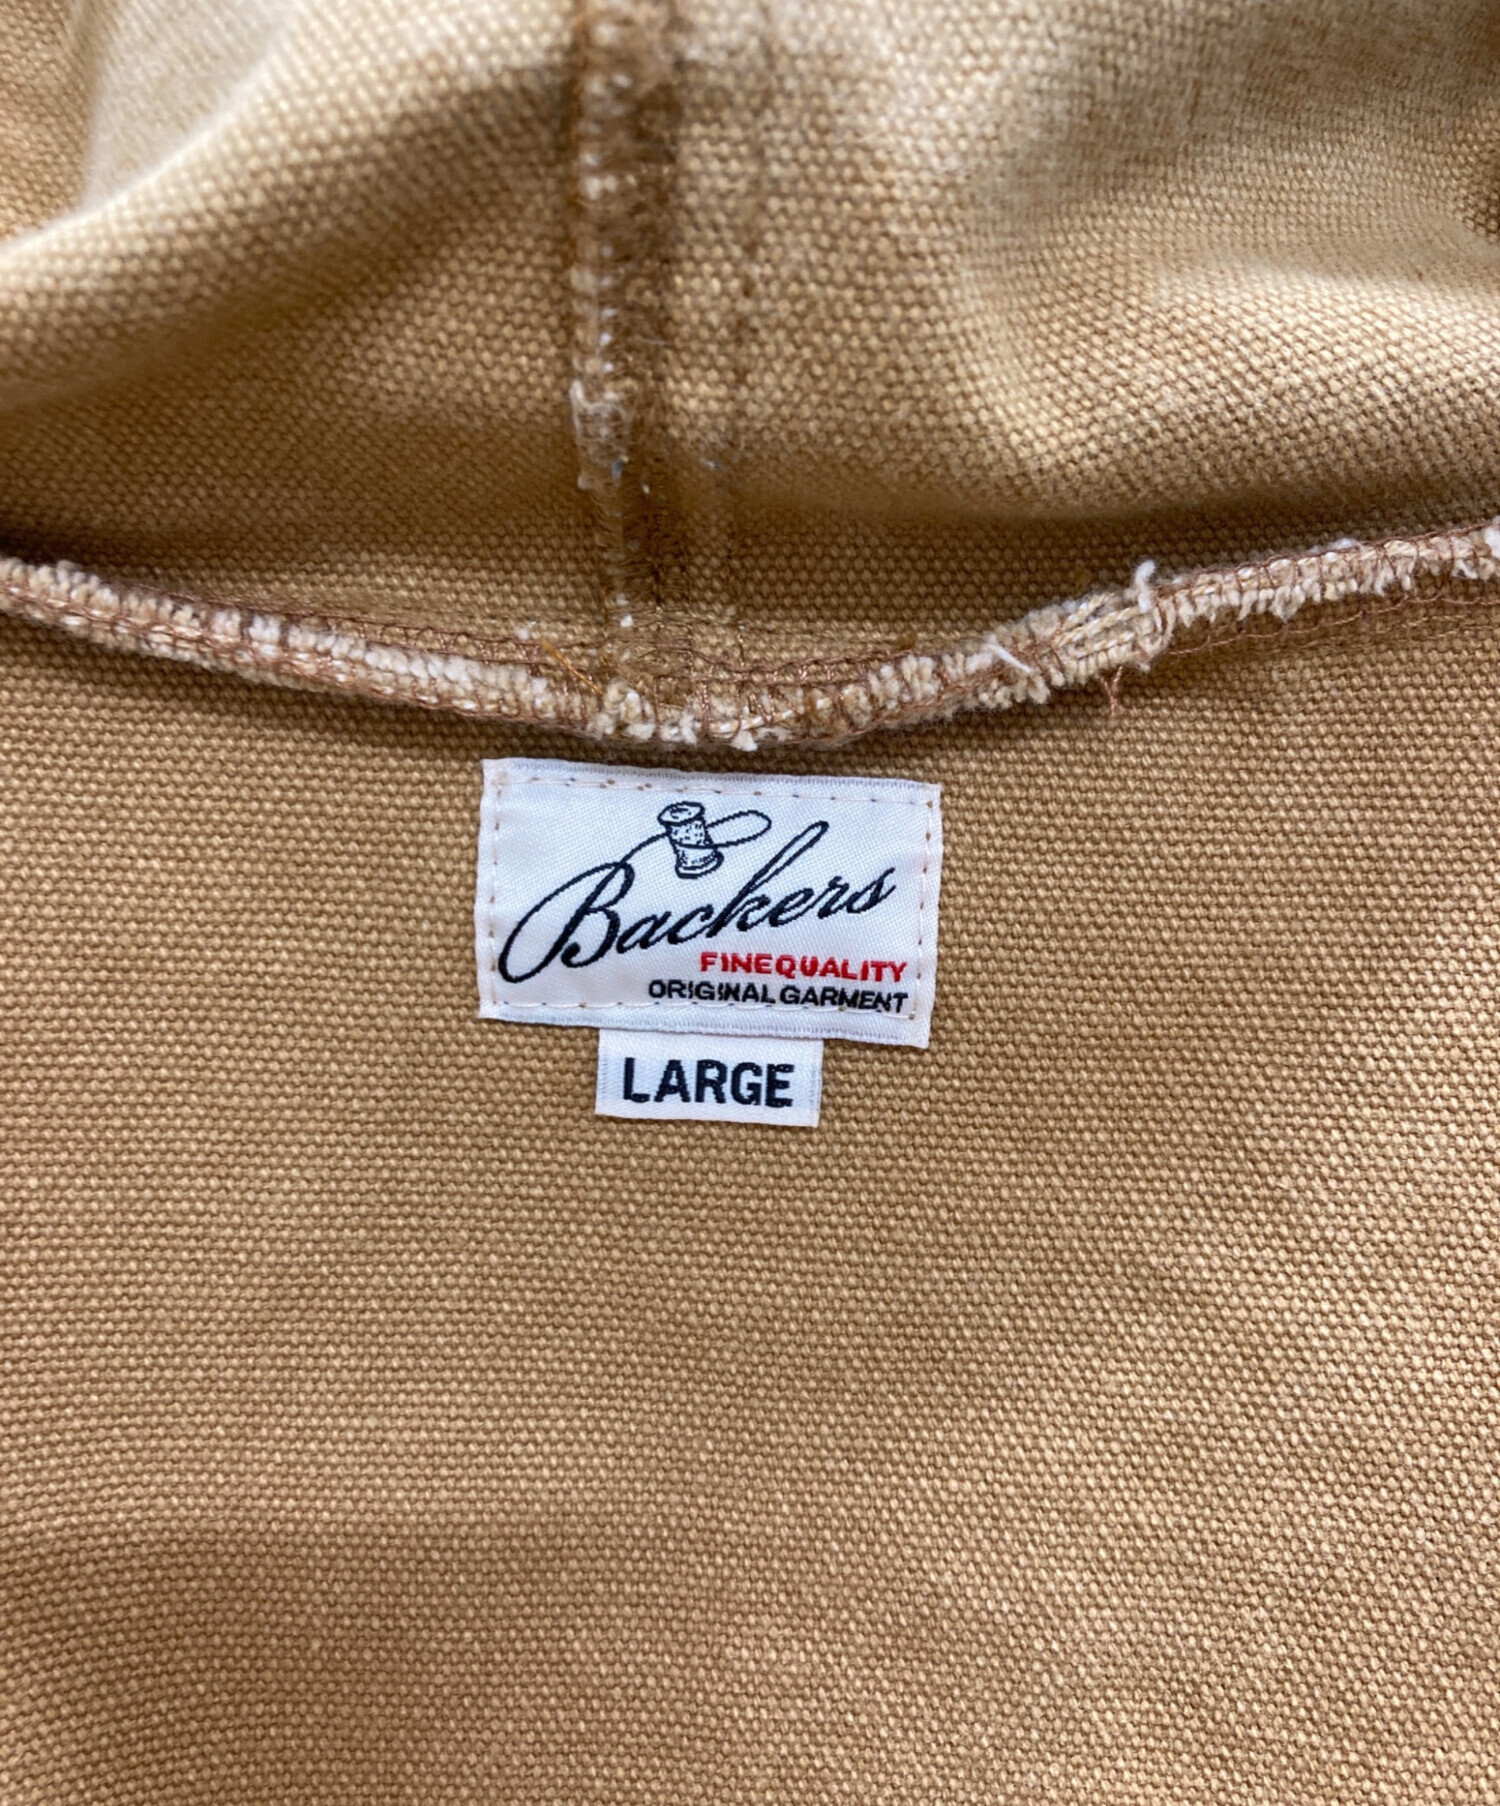 Backers
FINEQUALITY
ORIGINAL GARMENT
LARGE